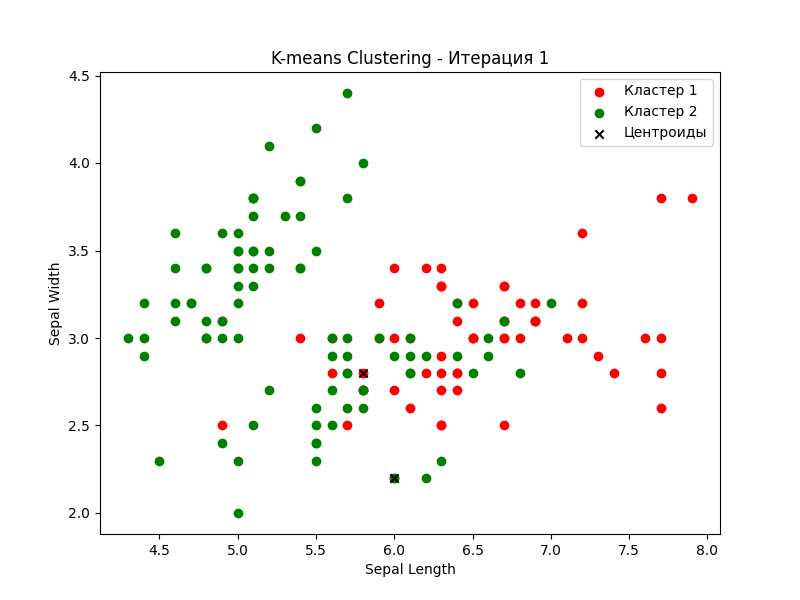 K-means Clustering - Итерация 1
Кластер 1
Кластер 2
Центроиды
Sepal Width
4.5
4.0
3.5
3.0
2.5
2.0
4.5 5.0 5.5 6.0 6.5 7.0 7.5 8.0
Sepal Length